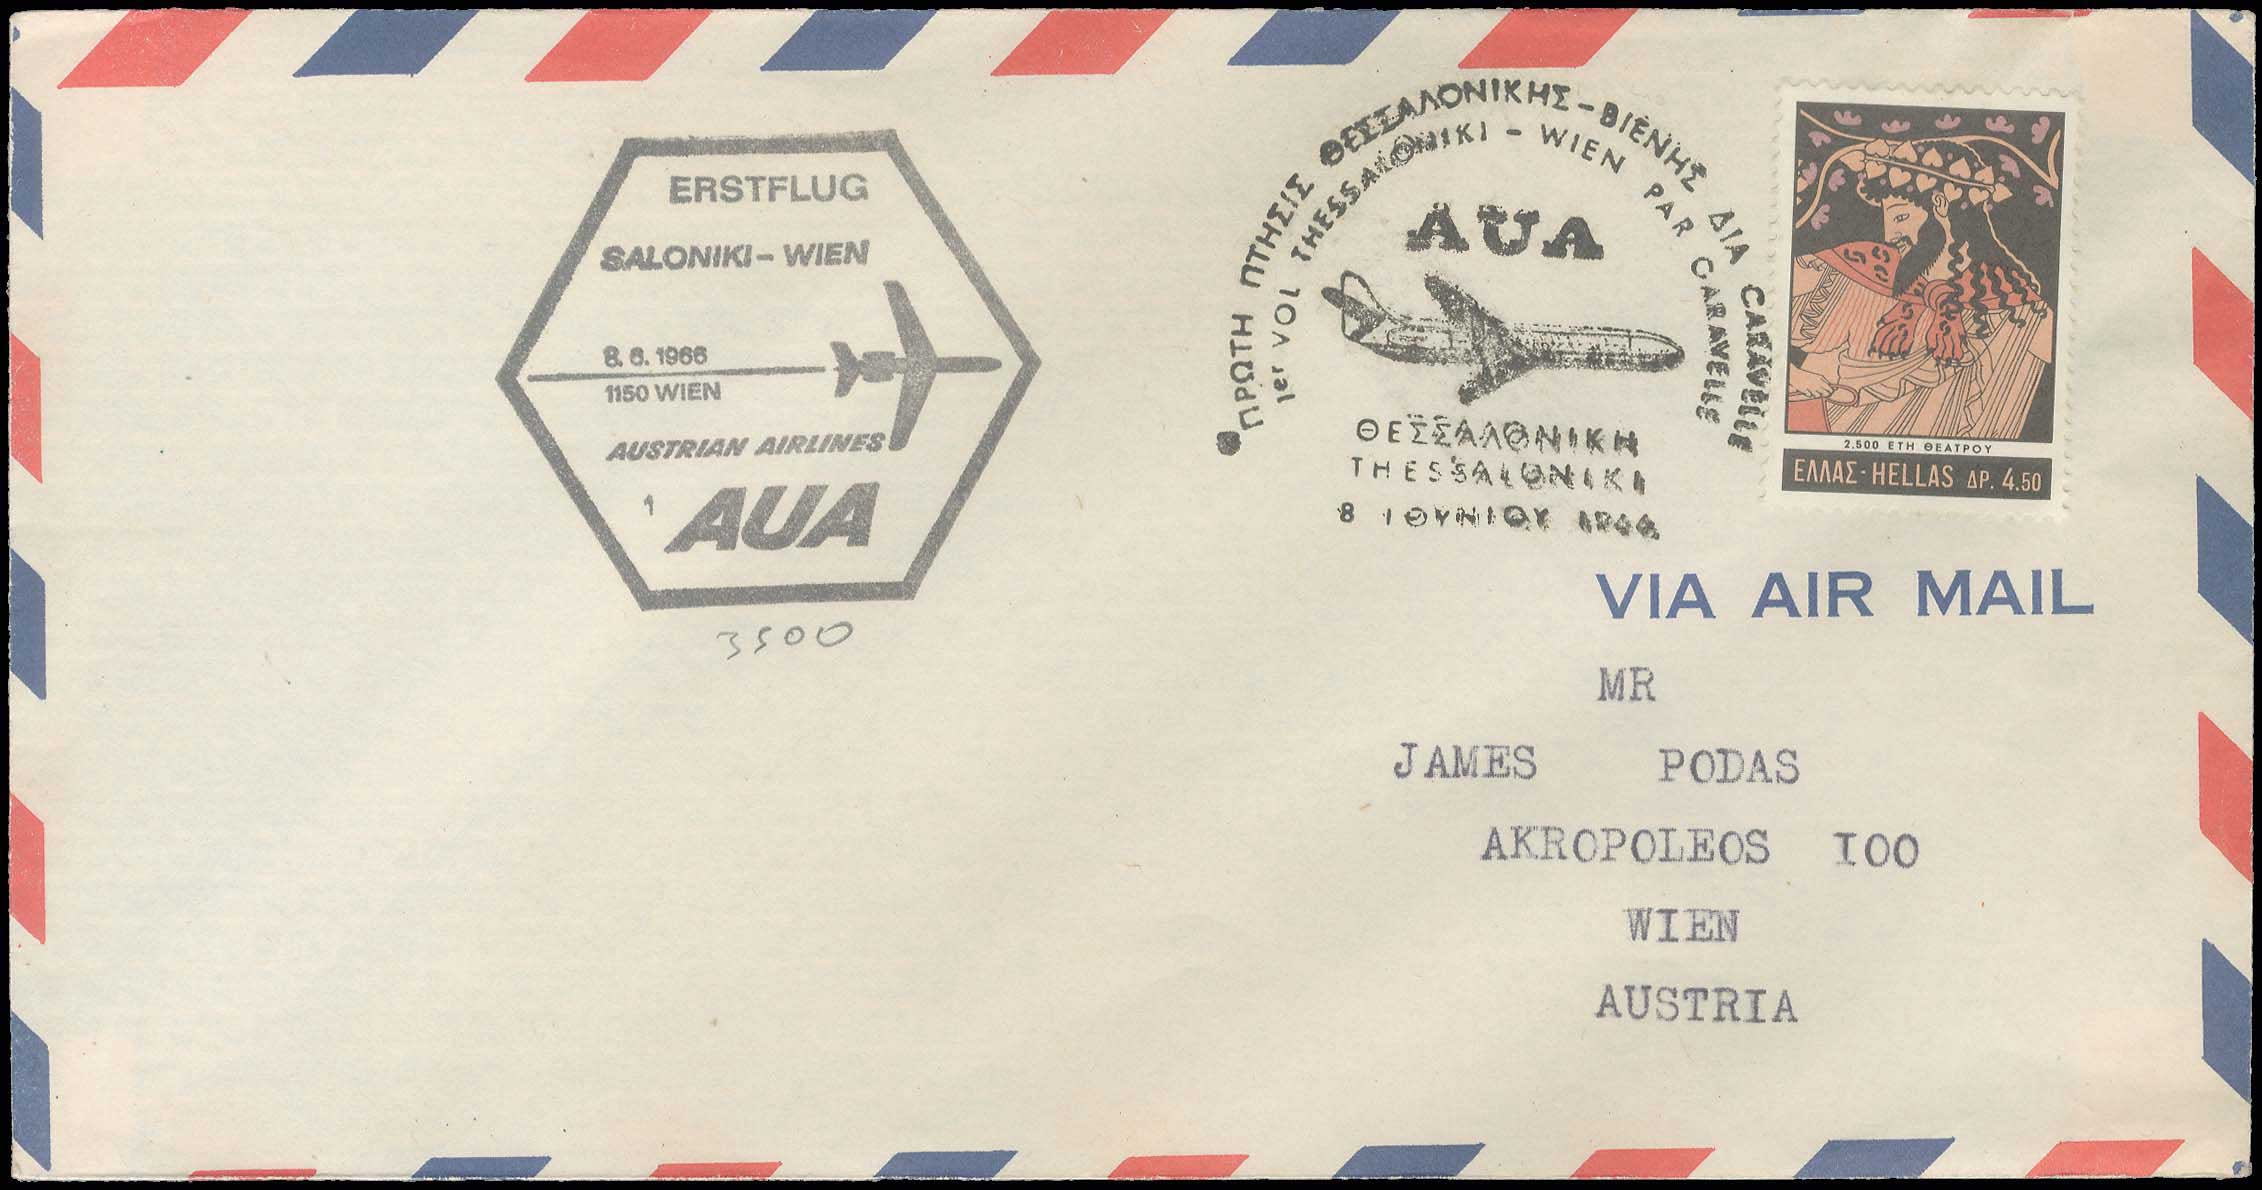 ERSTFLUG
SALONIKI – WIEN
8. 6. 1966
1150 WIEN
AUSTRIAN AIRLINES
1 AUA
3500
ΠΡΩΤΗ ΠΤΗΣΙΣ ΘΕΣΣΑΛΟΝΙΚΗΣ – ΒΙΕΝΗΣ ΔΙΑ CARAVELLE
1er VOL THESSALONIKI – WIEN PAR CARAVELLE
AUA
ΘΕΣΣΑΛΟΝΙΚΗ
THESSALONIKI
8 ΙΟΥΝΙΟΥ 1966
2.500 ΕΤΗ ΘΕΑΤΡΟΥ
ΕΛΛΑΣ - HELLAS ΔΡ. 4.50
VIA AIR MAIL
MR
JAMES PODAS
AKROPOLEOS I00
WIEN
AUSTRIA